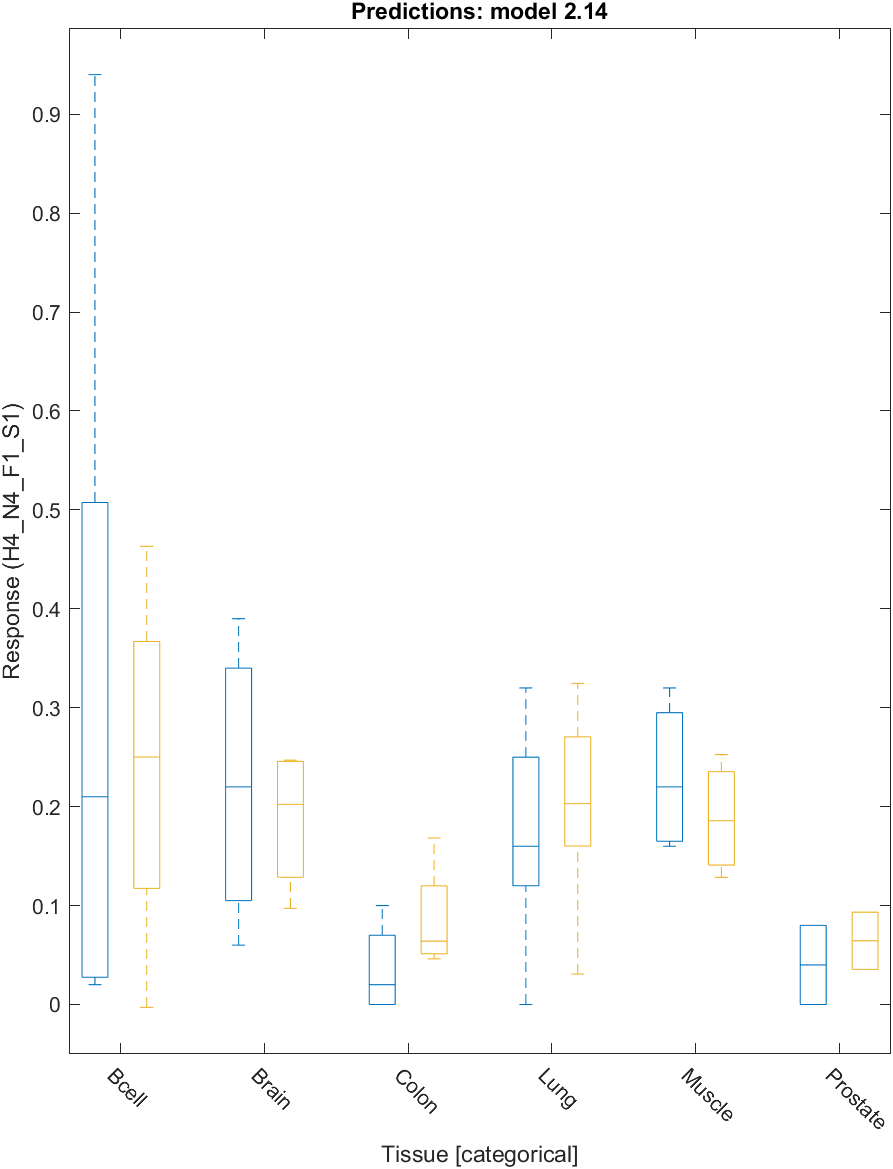 Predictions: model 2.14
0.9
0.8
0.7
0.6
0.5
0.4
0.3
0.2
0.1
0
Response (H4_N4_F1_S1)
Bcell
Brain
Colon
Lung
Muscle
Prostate
Tissue [categorical]